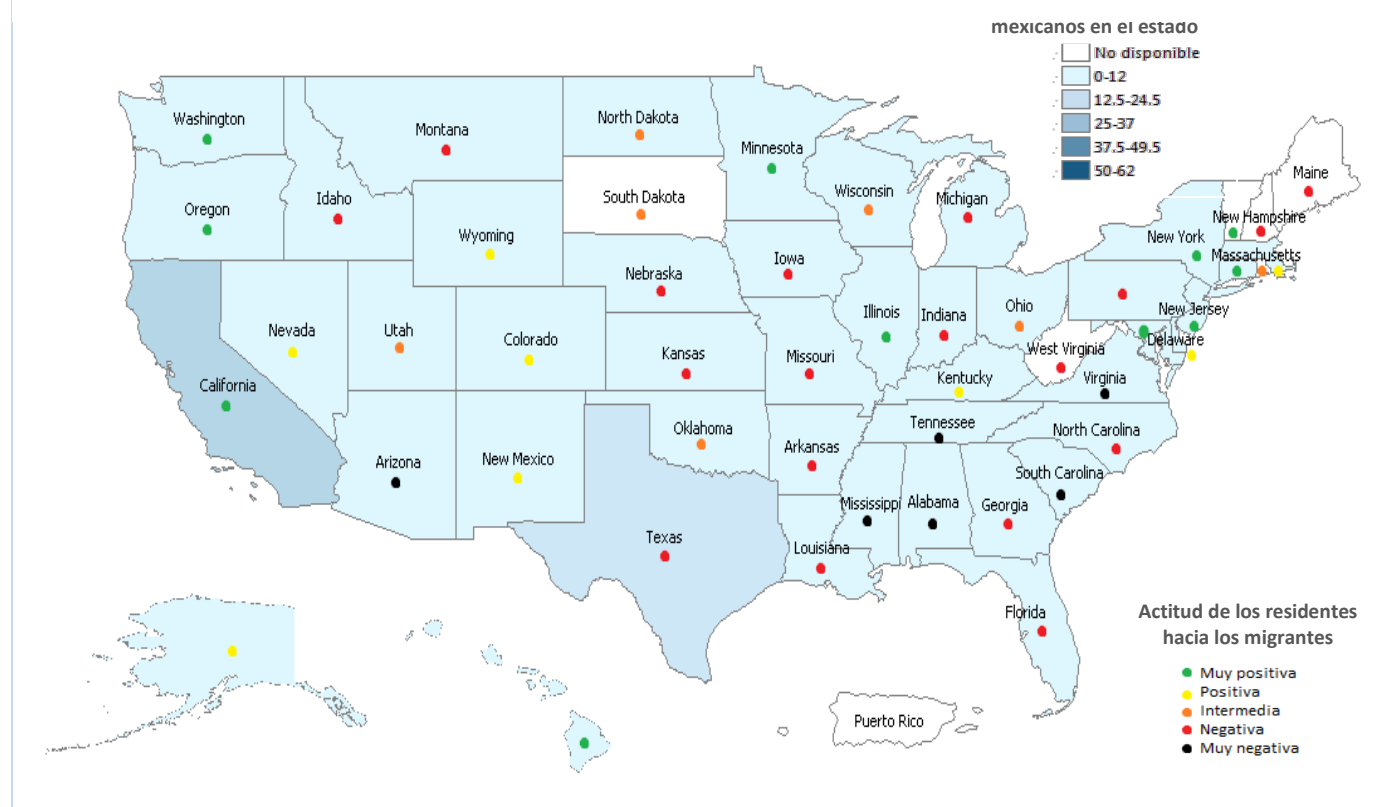 mexicanos en el estado
No disponible
0-12
12.5-24.5
25-37
37.5-49.5
50-62
Washington
Montana
North Dakota
Minnesota
Maine
Oregon
Idaho
Wyoming
South Dakota
Wisconsin
Michigan
New Hampshire
New York
Massachusetts
Nebraska
Iowa
Nevada
Utah
Colorado
Illinois
Indiana
Ohio
New Jersey
Delaware
West Virginia
Kansas
Missouri
Kentucky
Virginia
California
Oklahoma
Tennessee
North Carolina
Arkansas
Arizona
New Mexico
South Carolina
Mississippi
Alabama
Georgia
Texas
Louisiana
Florida
Puerto Rico
Actitud de los residentes
hacia los migrantes
Muy positiva
Positiva
Intermedia
Negativa
Muy negativa